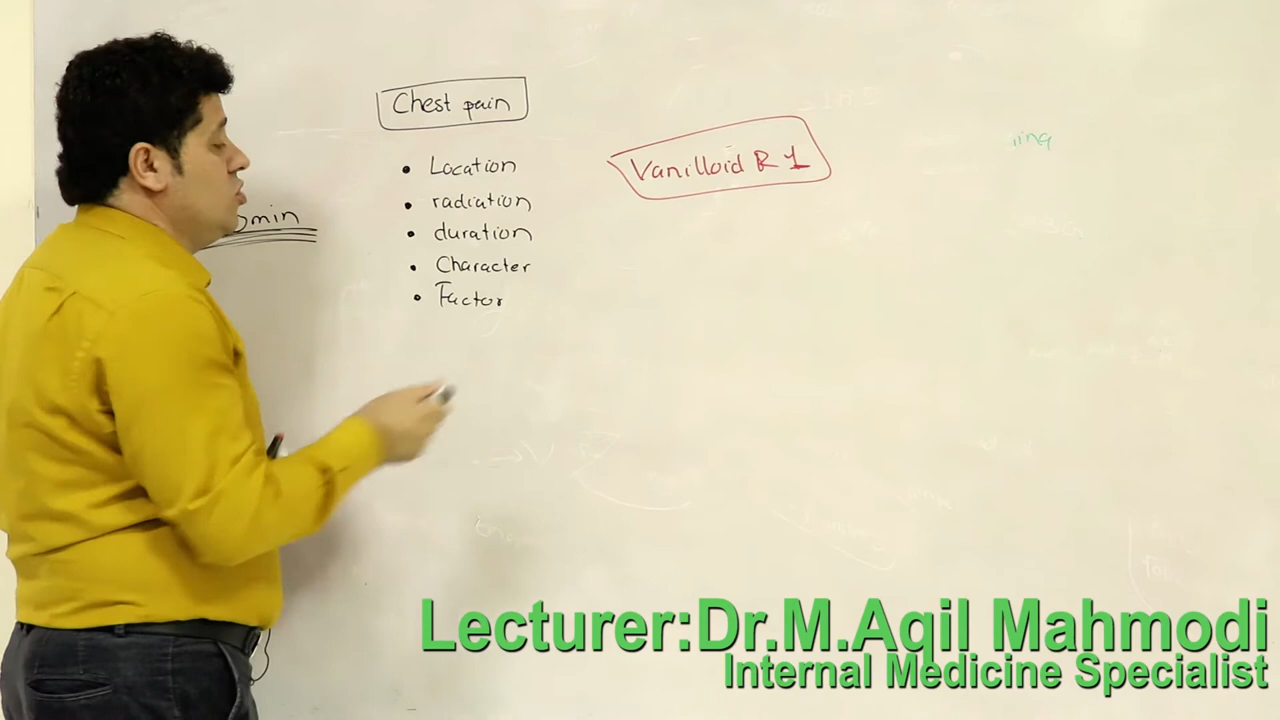 Chest pain
• Location
• radiation
• duration
• Character
• Factor
min
Vanilloid R 1
Lecturer:Dr.M.Aqil Mahmodi
Internal Medicine Specialist